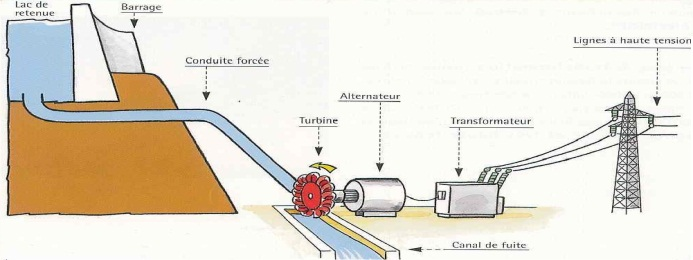 Lac de
retenue
Barrage
Conduite forcée
Lignes à haute tension
Alternateur
Turbine
Transformateur
Canal de fuite